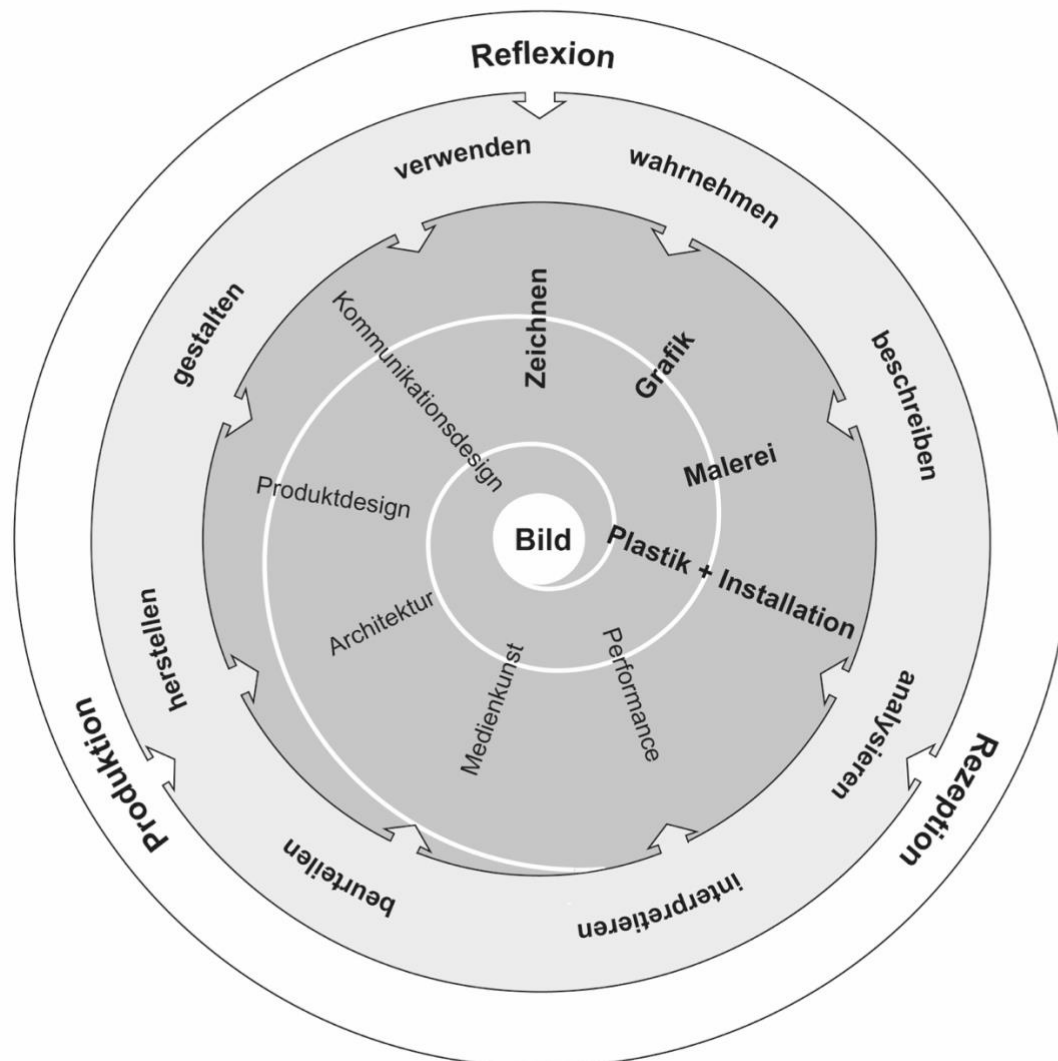 Reflexion
Rezeption
Produktion
verwenden
wahrnehmen
beschreiben
analysieren
interpretieren
beurteilen
herstellen
gestalten
Zeichnen
Grafik
Malerei
Plastik + Installation
Performance
Medienkunst
Architektur
Produktdesign
Kommunikationsdesign
Bild